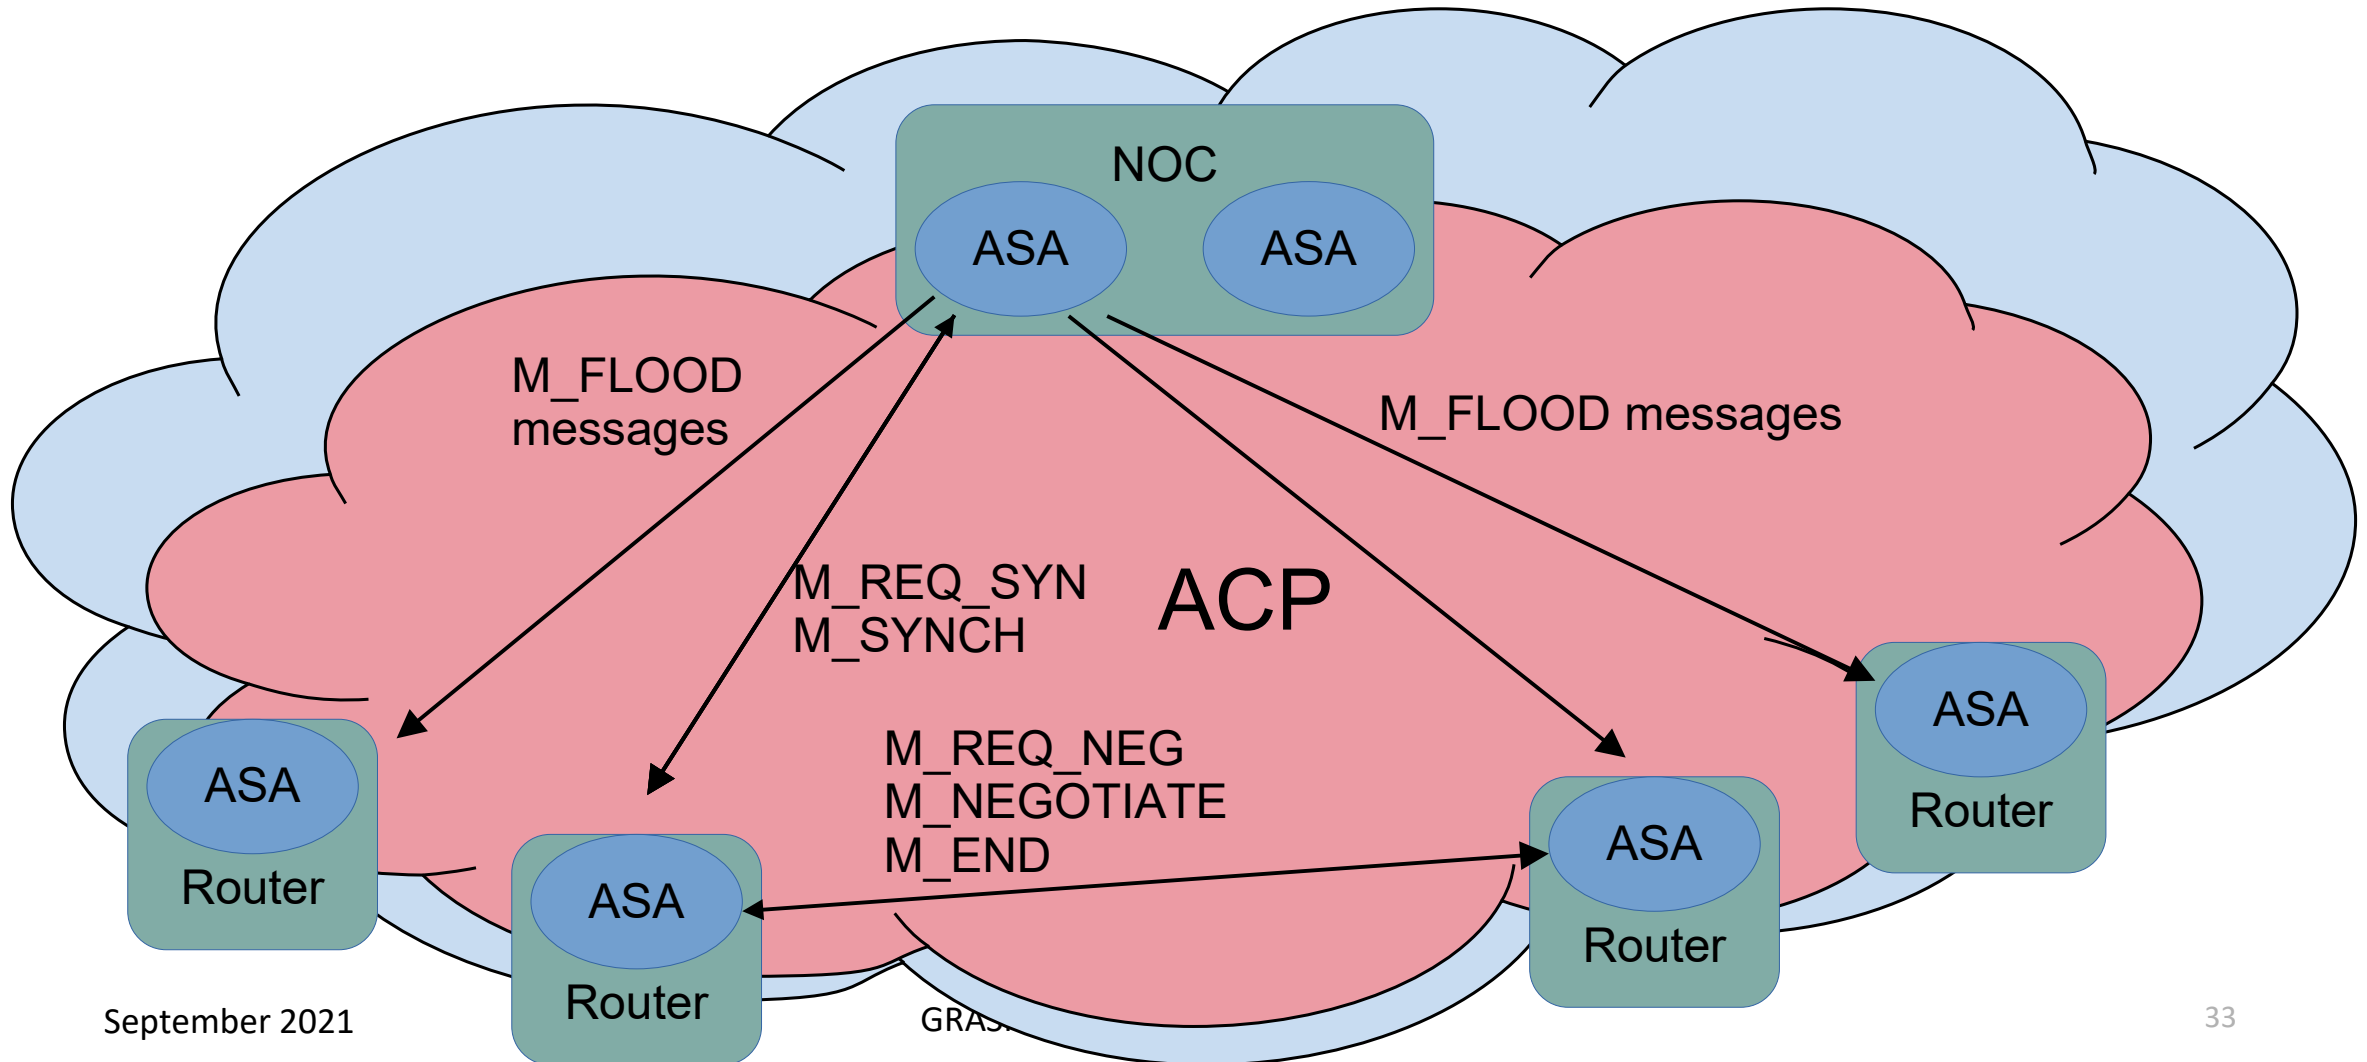 NOC
ASA
ASA
M_FLOOD
messages
M_FLOOD messages
M_REQ_SYN
M_SYNCH
ACP
M_REQ_NEG
M_NEGOTIATE
M_END
ASA
Router
ASA
Router
ASA
Router
ASA
Router
September 2021
33